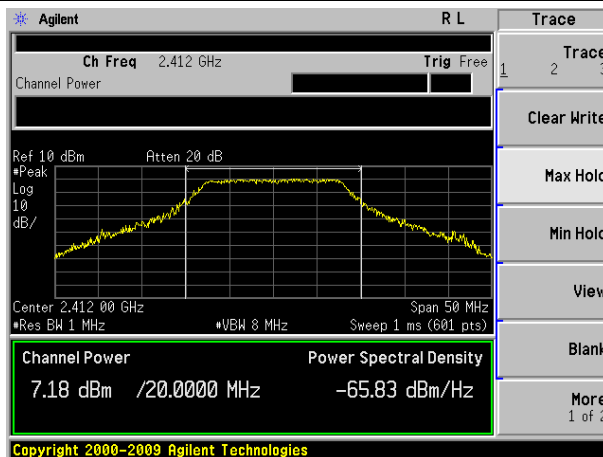 Agilent R L Trace
Ch Freq 2.412 GHz Trig Free
Channel Power
Trace
1 2
Clear Write
Max Hold
Min Hold
View
Blank
More
1 of 2
Ref 10 dBm Atten 20 dB
#Peak
Log
10
dB/
Center 2.412 00 GHz Span 50 MHz
#Res BW 1 MHz #VBW 8 MHz Sweep 1 ms (601 pts)
Channel Power Power Spectral Density
7.18 dBm /20.0000 MHz -65.83 dBm/Hz
Copyright 2000-2009 Agilent Technologies